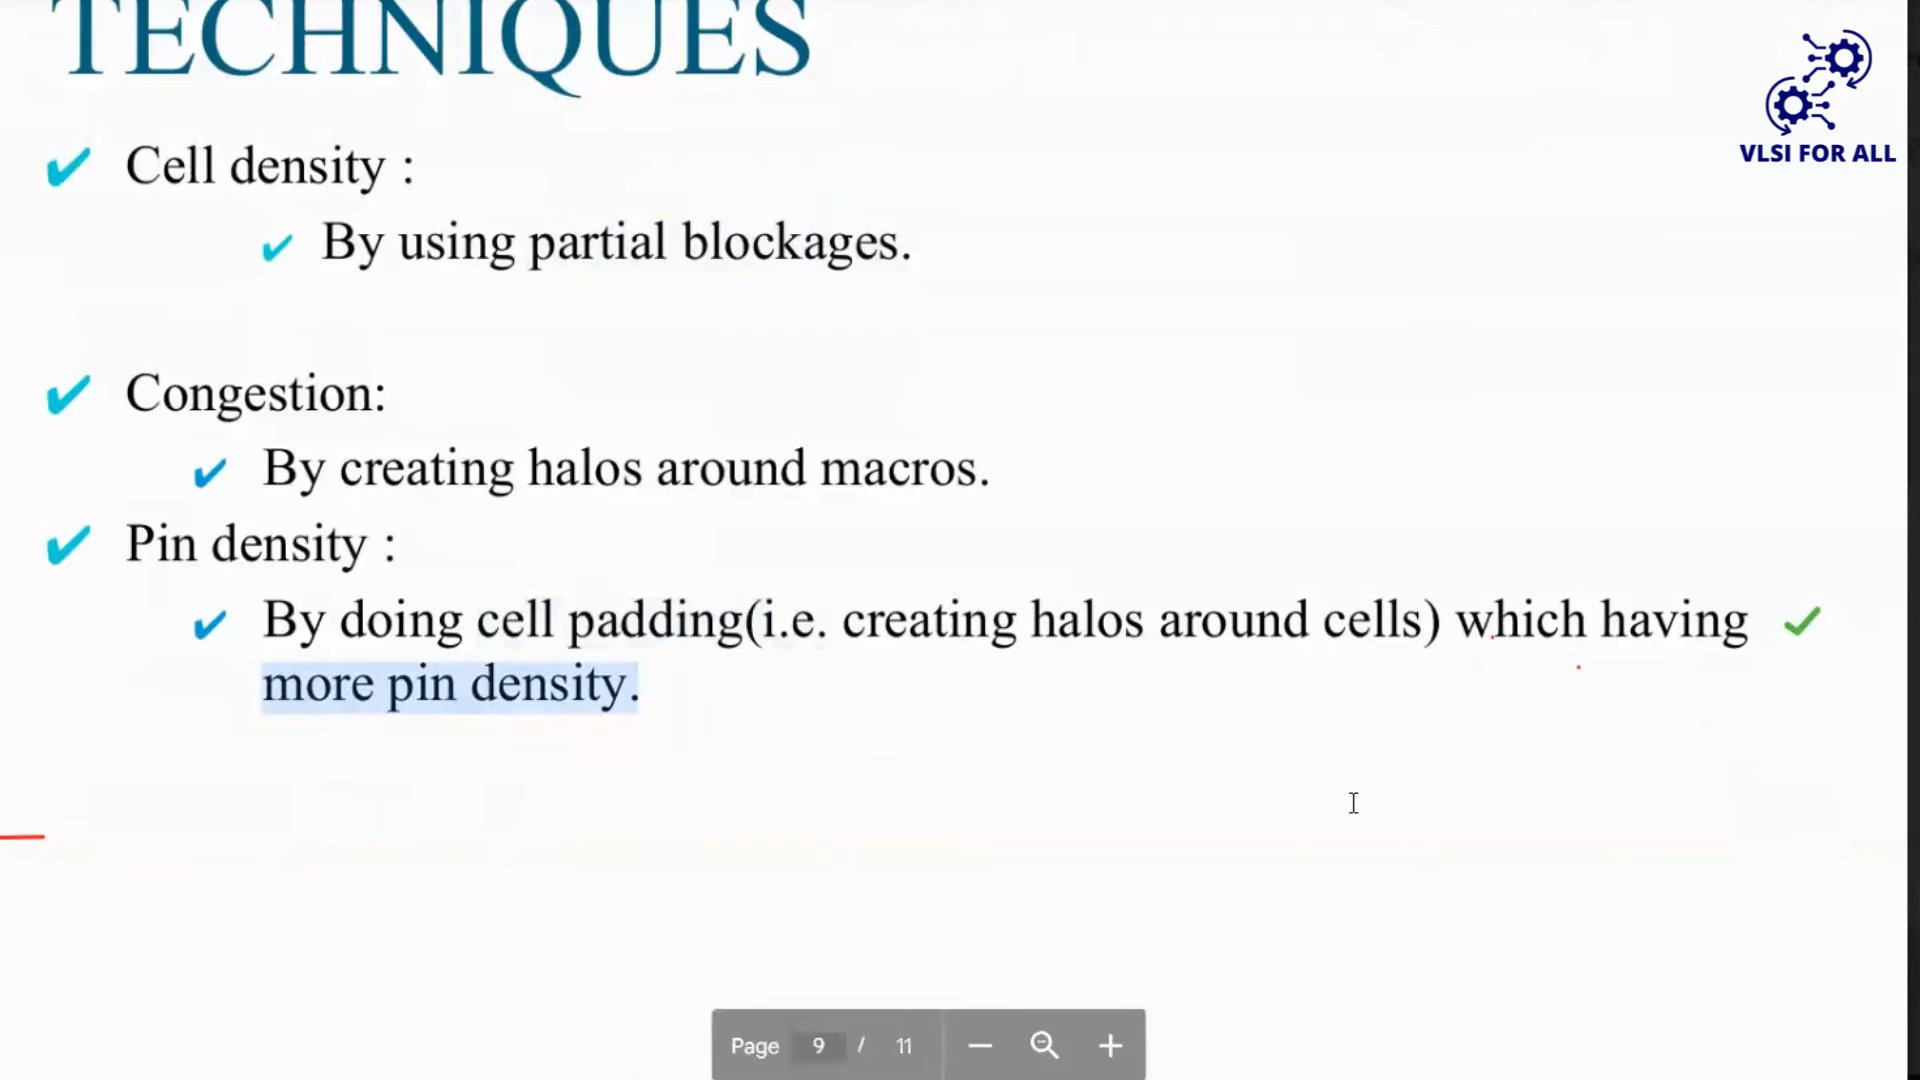 TECHNIQUES
VLSI FOR ALL
Cell density :
By using partial blockages.
Congestion:
By creating halos around macros.
Pin density :
By doing cell padding(i.e. creating halos around cells) which having
more pin density.
Page 9 / 11